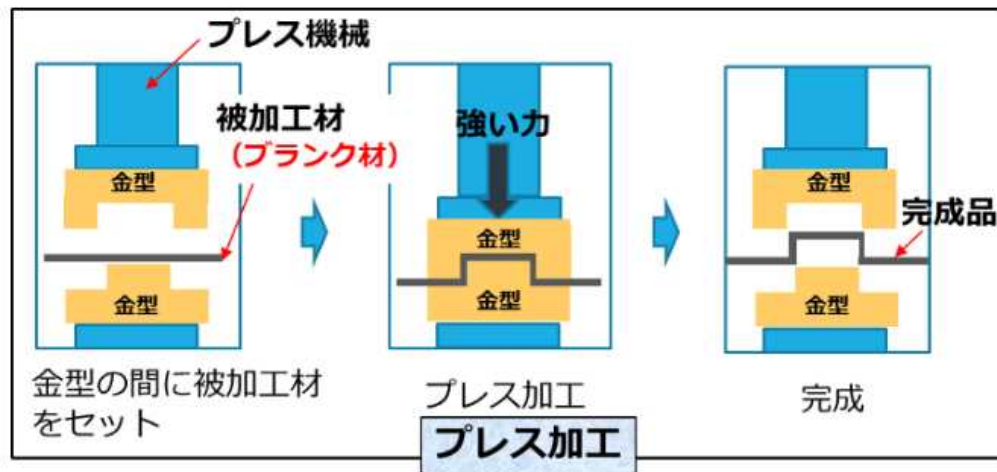 プレス機械
被加工材
（ブランク材）
金型
金型
金型の間に被加工材
をセット
強い力
金型
金型
プレス加工
金型
完成品
金型
完成
プレス加工